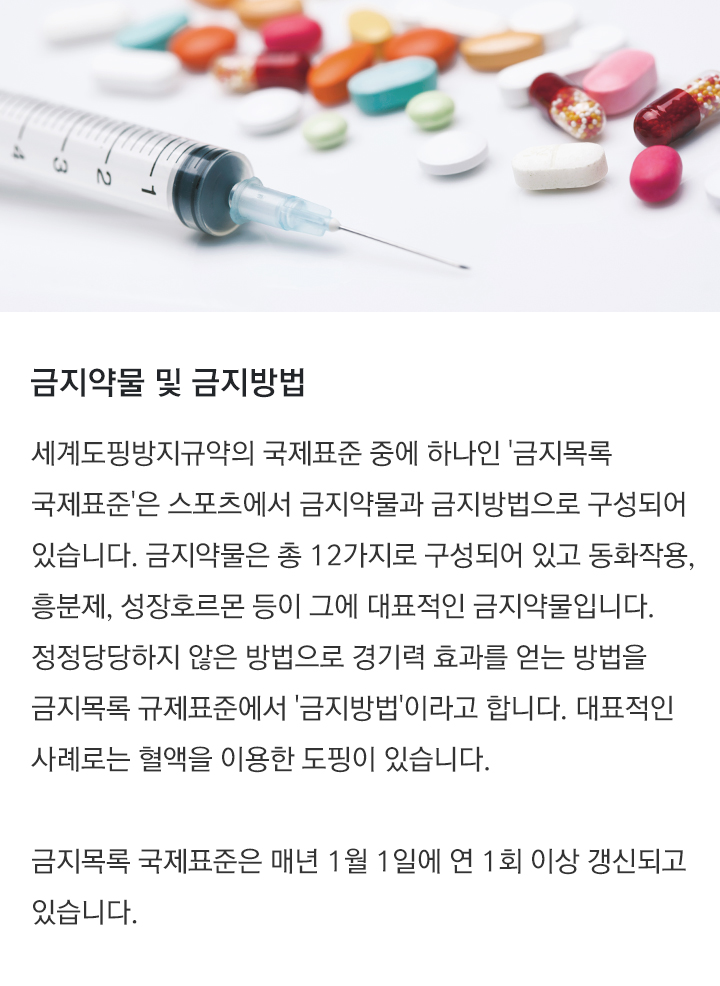 1
2
3
4
금지약물 및 금지방법
세계도핑방지규약의 국제표준 중에 하나인 '금지목록
국제표준'은 스포츠에서 금지약물과 금지방법으로 구성되어
있습니다. 금지약물은 총 12가지로 구성되어 있고 동화작용,
흥분제, 성장호르몬 등이 그에 대표적인 금지약물입니다.
정정당당하지 않은 방법으로 경기력 효과를 얻는 방법을
금지목록 규제표준에서 '금지방법'이라고 합니다. 대표적인
사례로는 혈액을 이용한 도핑이 있습니다.
금지목록 국제표준은 매년 1월 1일에 연 1회 이상 갱신되고
있습니다.